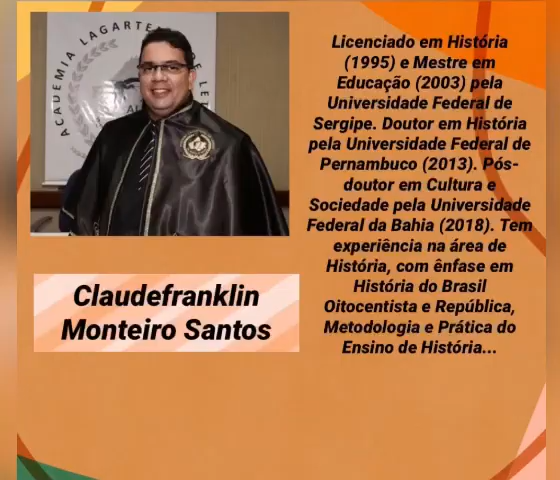 ACADEMIA LAGARTENSE DE LET
Claudefranklin
Monteiro Santos
Licenciado em História
(1995) e Mestre em
Educação (2003) pela
Universidade Federal de
Sergipe. Doutor em História
pela Universidade Federal de
Pernambuco (2013). Pós-
doutor em Cultura e
Sociedade pela Universidade
Federal da Bahia (2018). Tem
experiência na área de
História, com ênfase em
História do Brasil
Oitocentista e República,
Metodologia e Prática do
Ensino de História...